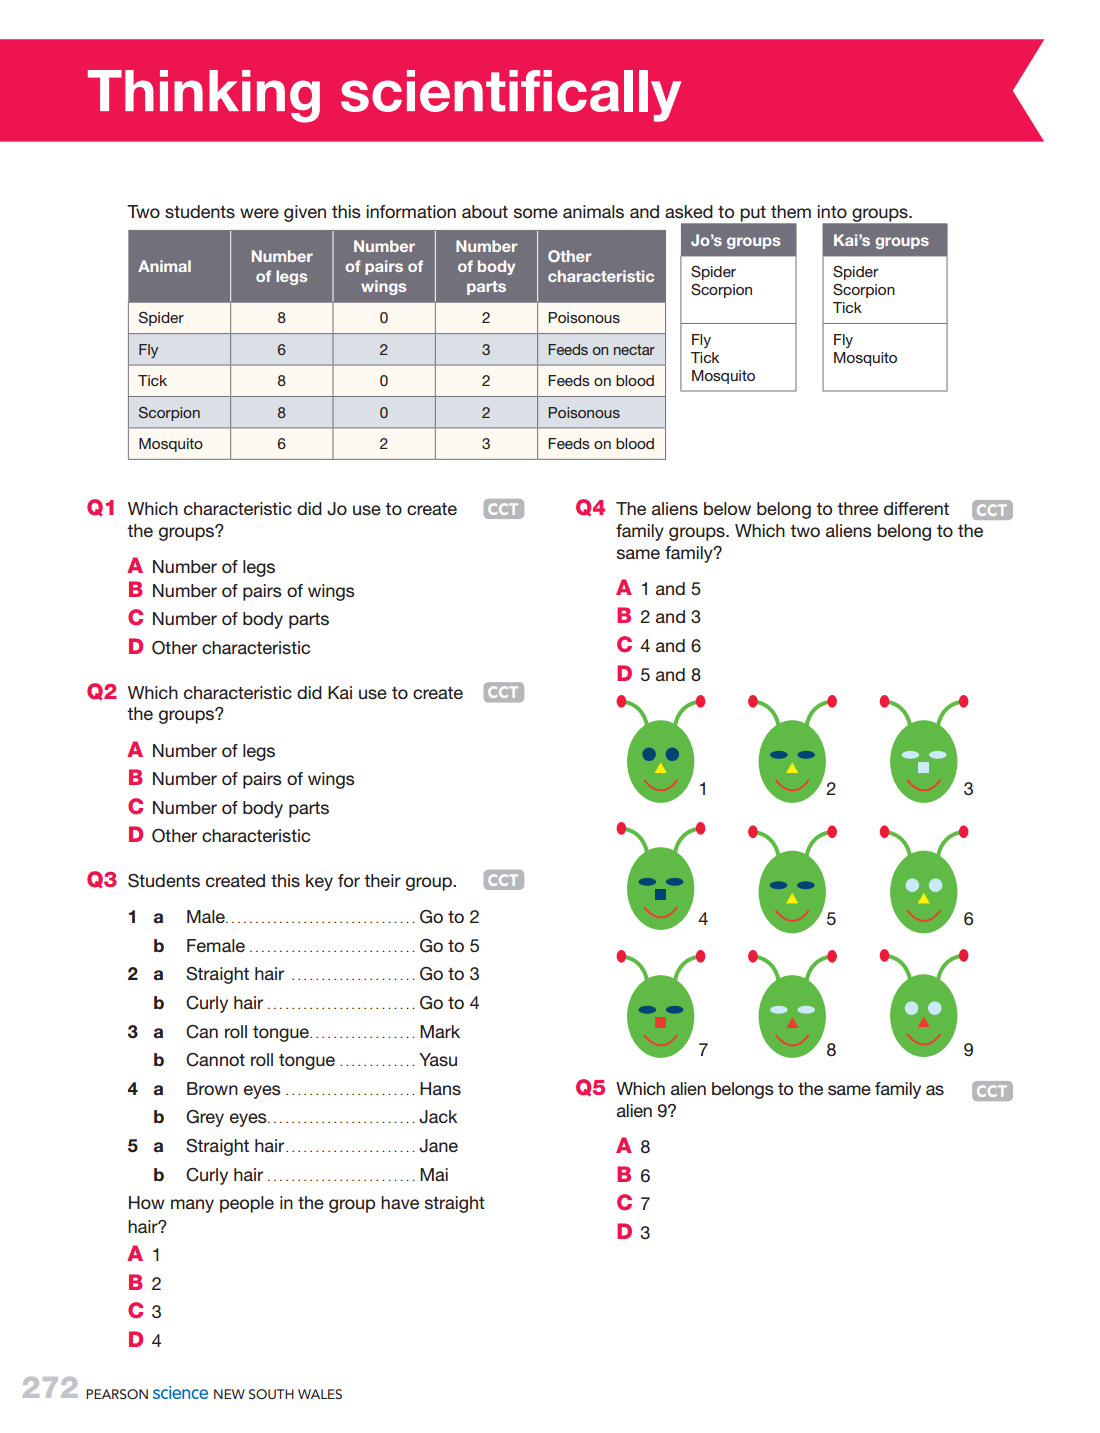 Thinking scientifically
Two students were given this information about some animals and asked to put them into groups.
Animal
Number of legs
Number of pairs of wings
Number of body parts
Other characteristic
Spider 8 0 2 Poisonous
Fly 6 2 3 Feeds on nectar
Tick 8 0 2 Feeds on blood
Scorpion 8 0 2 Poisonous
Mosquito 6 2 3 Feeds on blood
Jo's groups
Spider
Scorpion
Fly
Tick
Mosquito
Kai's groups
Spider
Scorpion
Tick
Fly
Mosquito
Q1 Which characteristic did Jo use to create CCT
the groups?
A Number of legs
B Number of pairs of wings
C Number of body parts
D Other characteristic
Q2 Which characteristic did Kai use to create CCT
the groups?
A Number of legs
B Number of pairs of wings
C Number of body parts
D Other characteristic
Q3 Students created this key for their group. CCT
1 a Male................................ Go to 2
b Female ............................ Go to 5
2 a Straight hair ..................... Go to 3
b Curly hair ......................... Go to 4
3 a Can roll tongue.................. Mark
b Cannot roll tongue ............. Yasu
4 a Brown eyes ...................... Hans
b Grey eyes......................... Jack
5 a Straight hair...................... Jane
b Curly hair ......................... Mai
How many people in the group have straight
hair?
A 1
B 2
C 3
D 4
Q4 The aliens below belong to three different CCT
family groups. Which two aliens belong to the
same family?
A 1 and 5
B 2 and 3
C 4 and 6
D 5 and 8
1 2 3
4 5 6
7 8 9
Q5 Which alien belongs to the same family as CCT
alien 9?
A 8
B 6
C 7
D 3
272 PEARSON science NEW SOUTH WALES